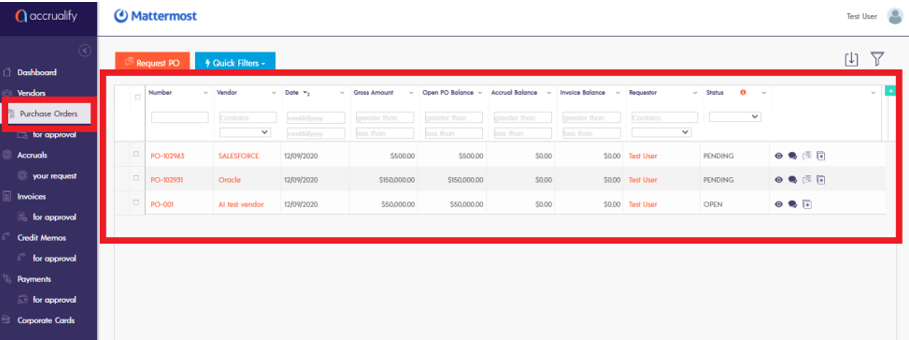 accrualify
Mattermost
Test User
Request PO
Quick Filters
Dashboard
Vendors
Purchase Orders
for approval
Accruals
your request
Invoices
for approval
Credit Memos
for approval
Payments
for approval
Corporate Cards
Number Vendor Date Gross Amount Open PO Balance Accrual Balance Invoice Balance Requestor Status
Contains mm/dd/yyyy greater than greater than greater than greater than Contains
mm/dd/yyyy less than less than less than less than
PO-102943 SALESFORCE 12/09/2020 $500.00 $500.00 $0.00 $0.00 Test User PENDING
PO-102931 Oracle 12/09/2020 $150,000.00 $150,000.00 $0.00 $0.00 Test User PENDING
PO-001 AI test vendor 12/09/2020 $50,000.00 $50,000.00 $0.00 $0.00 Test User OPEN